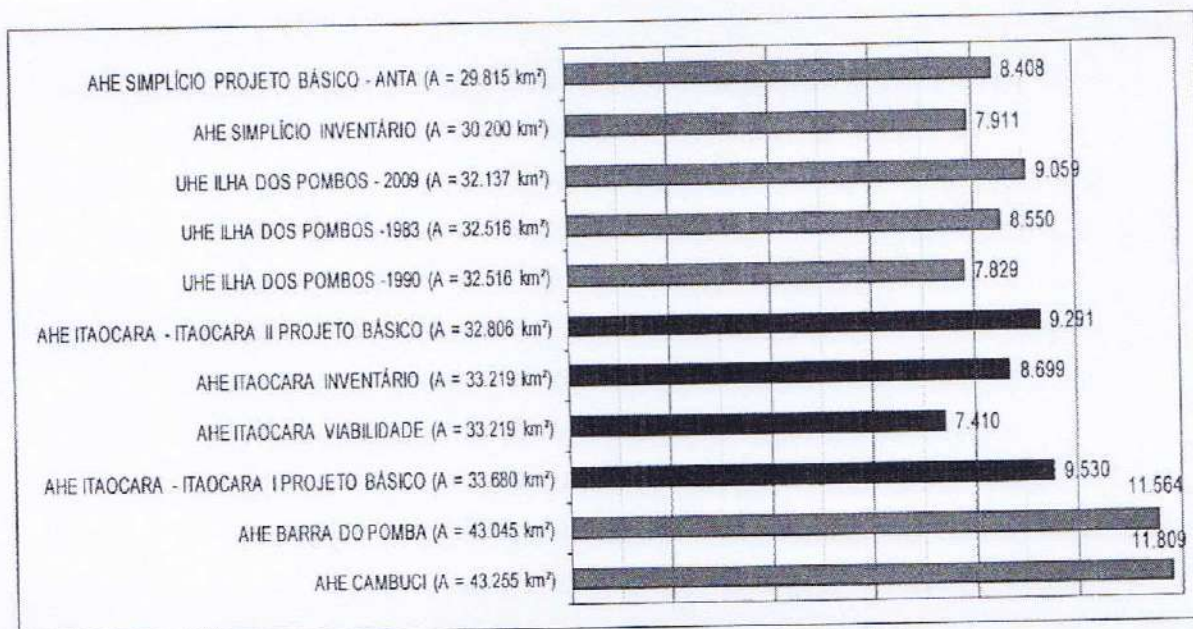 AHE SIMPLÍCIO PROJETO BÁSICO - ANTA (A = 29.815 km²) 8.408
AHE SIMPLÍCIO INVENTÁRIO (A = 30.200 km²) 7.911
UHE ILHA DOS POMBOS - 2009 (A = 32.137 km²) 9.059
UHE ILHA DOS POMBOS -1983 (A = 32.516 km²) 8.550
UHE ILHA DOS POMBOS -1990 (A = 32.516 km²) 7.829
AHE ITAOCARA - ITAOCARA II PROJETO BÁSICO (A = 32.806 km²) 9.291
AHE ITAOCARA INVENTÁRIO (A = 33.219 km²) 8.699
AHE ITAOCARA VIABILIDADE (A = 33.219 km²) 7.410
AHE ITAOCARA - ITAOCARA I PROJETO BÁSICO (A = 33.680 km²) 9.530
AHE BARRA DO POMBA (A = 43.045 km²) 11.564
AHE CAMBUCI (A = 43.255 km²) 11.809